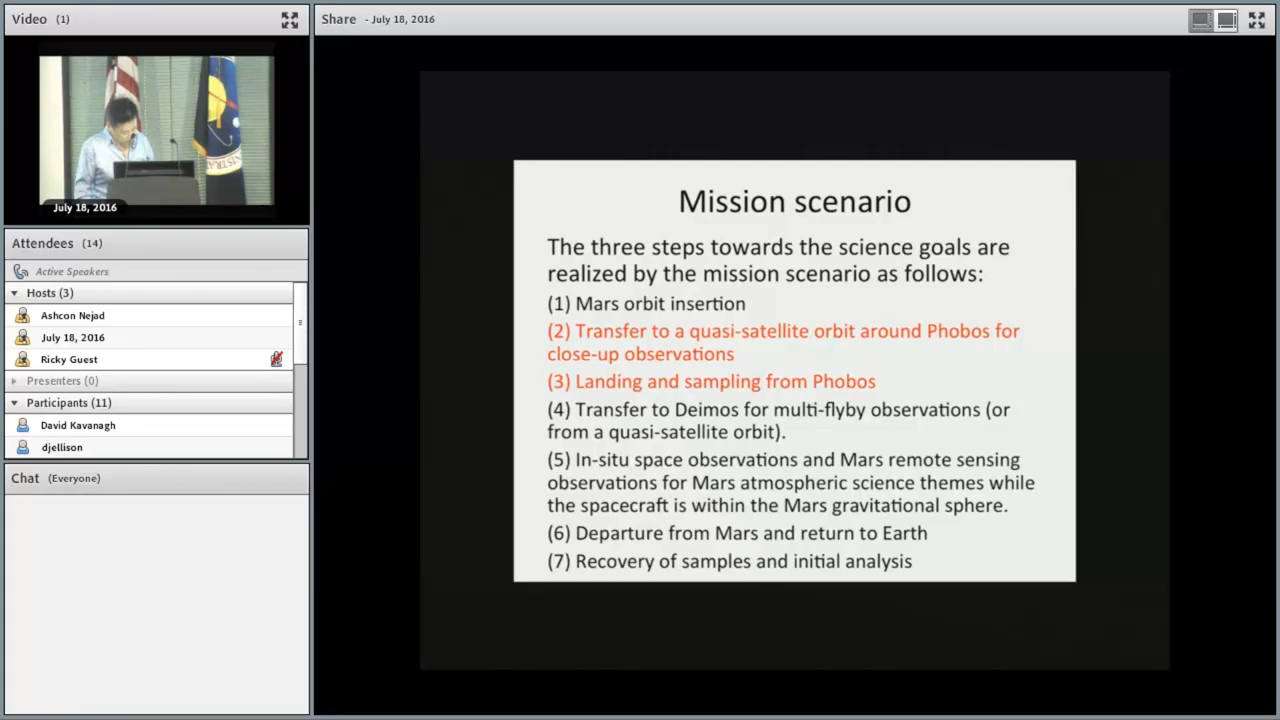 Video (1)
July 18, 2016
Attendees (14)
Active Speakers
Hosts (3)
Ashcon Nejad
July 18, 2016
Ricky Guest
Presenters (0)
Participants (11)
David Kavanagh
djellison
Chat (Everyone)
Share - July 18, 2016
Mission scenario
The three steps towards the science goals are
realized by the mission scenario as follows:
(1) Mars orbit insertion
(2) Transfer to a quasi-satellite orbit around Phobos for
close-up observations
(3) Landing and sampling from Phobos
(4) Transfer to Deimos for multi-flyby observations (or
from a quasi-satellite orbit).
(5) In-situ space observations and Mars remote sensing
observations for Mars atmospheric science themes while
the spacecraft is within the Mars gravitational sphere.
(6) Departure from Mars and return to Earth
(7) Recovery of samples and initial analysis